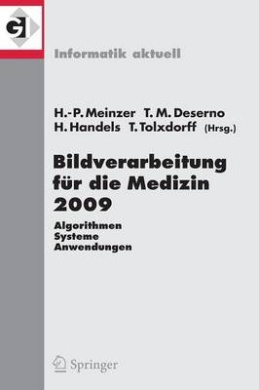 GI
Informatik aktuell
H.-P. Meinzer T. M. Deserno
H. Handels T. Tolxdorff (Hrsg.)
Bildverarbeitung
für die Medizin
2009
Algorithmen
Systeme
Anwendungen
Springer